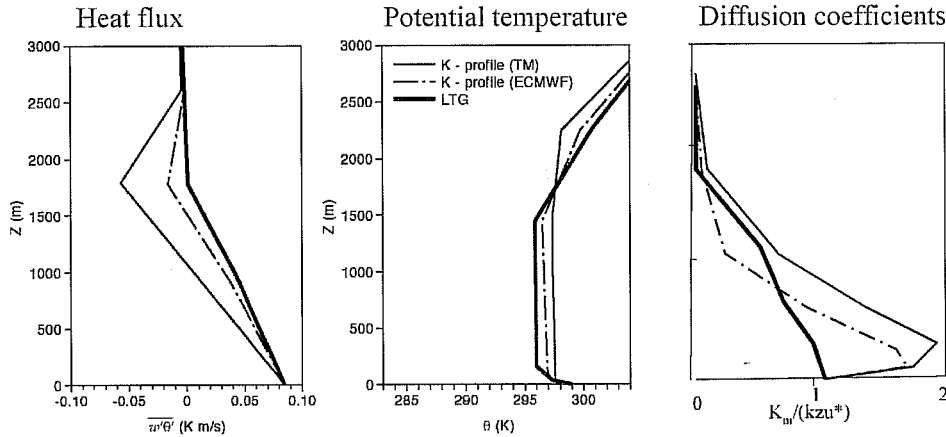 Heat flux
Potential temperature
Diffusion coefficients
3000
2500
2000
1500
1000
500
0
Z (m)
-0.10
-0.05
0
0.05
0.10
w'θ' (K m/s)
3000
2500
2000
1500
1000
500
0
Z (m)
K - profile (TM)
K - profile (ECMWF)
LTG
285
290
295
300
θ (K)
0
1
2
Kₘ/(kzu*)